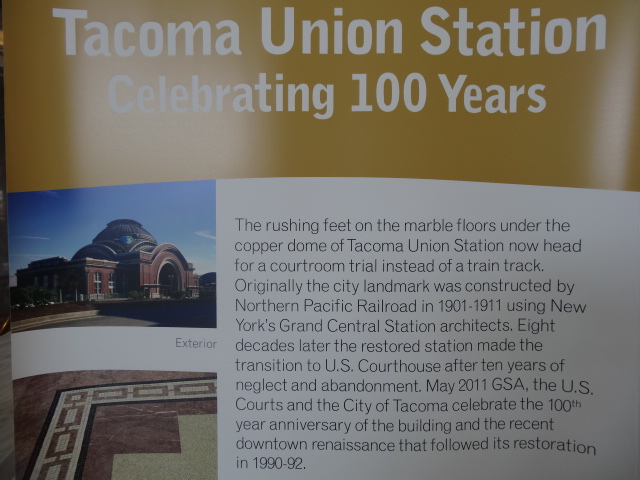 Tacoma Union Station
Celebrating 100 Years
The rushing feet on the marble floors under the
copper dome of Tacoma Union Station now head
for a courtroom trial instead of a train track.
Originally the city landmark was constructed by
Northern Pacific Railroad in 1901-1911 using New
York's Grand Central Station architects. Eight
decades later the restored station made the
transition to U.S. Courthouse after ten years of
neglect and abandonment. May 2011 GSA, the U.S.
Courts and the City of Tacoma celebrate the 100th
year anniversary of the building and the recent
downtown renaissance that followed its restoration
in 1990-92.
Exterior